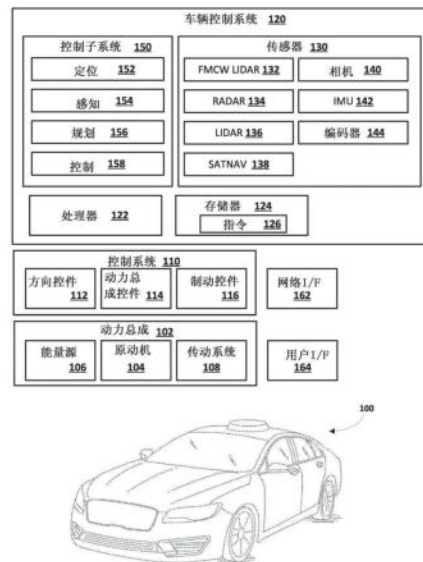 车辆控制系统 120
控制子系统 150
定位 152
感知 154
规划 156
控制 158
传感器 130
FMCW LIDAR 132
相机 140
RADAR 134
IMU 142
LIDAR 136
编码器 144
SATNAV 138
处理器 122
存储器 124
指令 126
控制系统 110
方向控件
112
动力总
成控件 114
制动控件
116
网络I/F
162
动力总成 102
能量源
106
原动机
104
传动系统
108
用户I/F
164
100